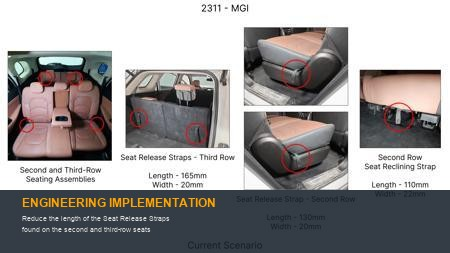 2311 - MGI
Second and Third-Row
Seating Assemblies
Seat Release Straps - Third Row
Length - 165mm
Width - 20mm
Second Row
Seat Reclining Strap
Length - 110mm
Seat Release Strap - Second Row
Length - 130mm
Width - 20mm
ENGINEERING IMPLEMENTATION
Reduce the length of the Seat Release Straps
found on the second and third-row seats
Current Scenario